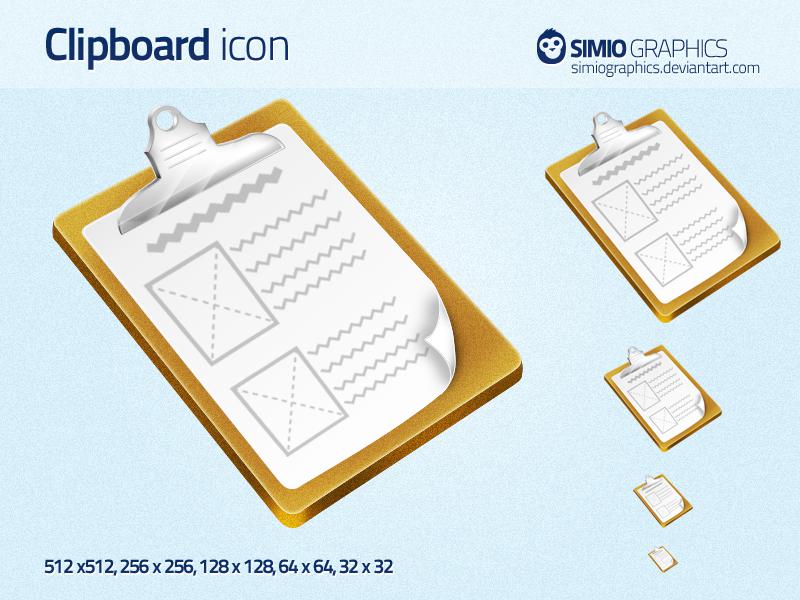 Clipboard icon
SIMIO GRAPHICS
simiographics.deviantart.com
512 x512, 256 x 256, 128 x 128, 64 x 64, 32 x 32